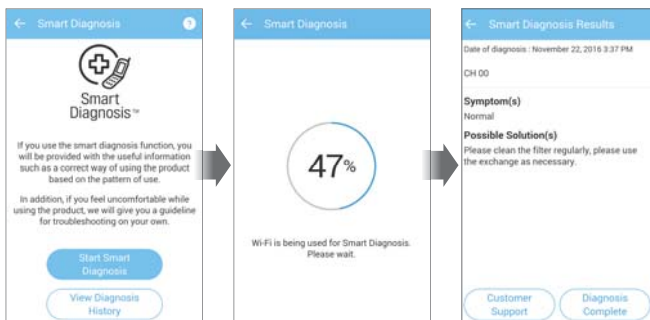 Smart Diagnosis
?
Smart
Diagnosis™
If you use the smart diagnosis function, you
will be provided with the useful information
such as a correct way of using the product
based on the pattern of use.
In addition, if you feel uncomfortable while
using the product, we will give you a guideline
for troubleshooting on your own.
Start Smart
Diagnosis
View Diagnosis
History
Smart Diagnosis
47%
Wi-Fi is being used for Smart Diagnosis.
Please wait.
Smart Diagnosis Results
Date of diagnosis : November 22, 2016 3:37 PM
CH 00
Symptom(s)
Normal
Possible Solution(s)
Please clean the filter regularly, please use
the exchange as necessary.
Customer
Support
Diagnosis
Complete